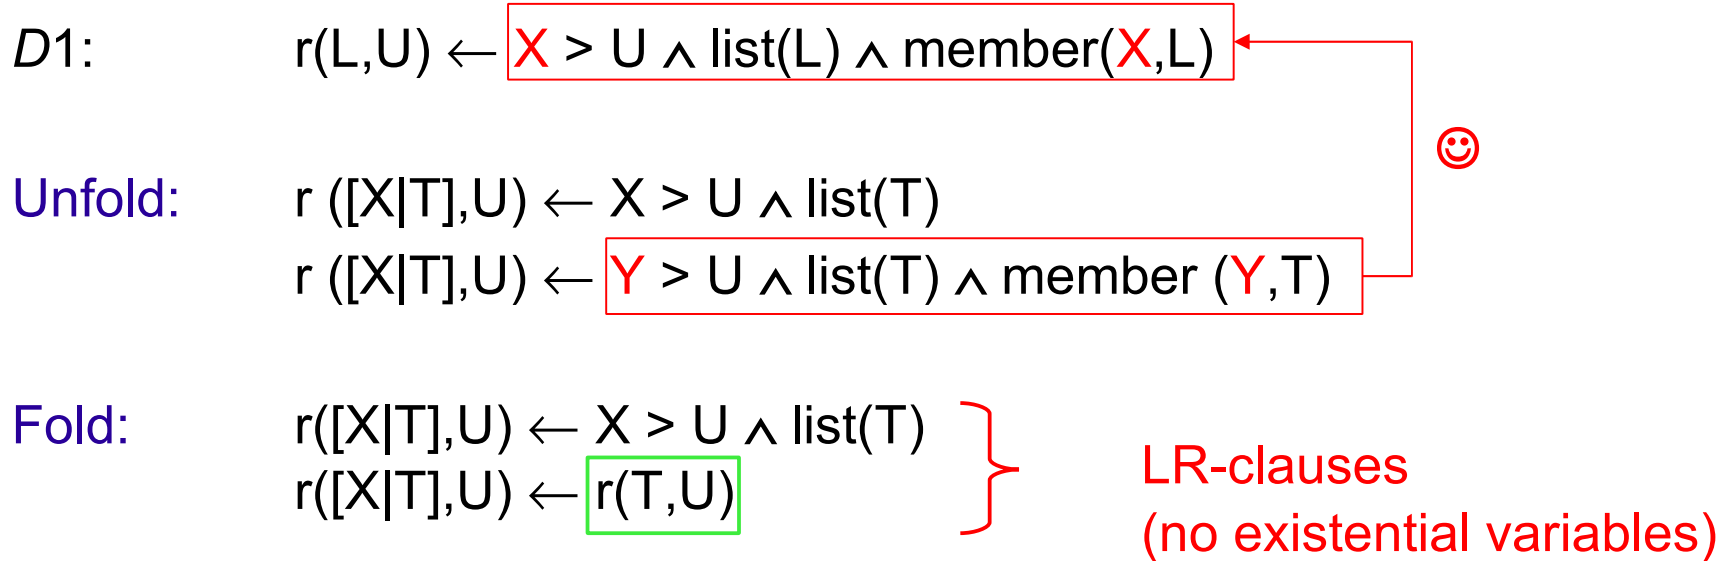 D1: r(L,U) ← X > U ∧ list(L) ∧ member(X,L)
Unfold: r ([X|T],U) ← X > U ∧ list(T)
r ([X|T],U) ← Y > U ∧ list(T) ∧ member (Y,T)
Fold: r([X|T],U) ← X > U ∧ list(T)
r([X|T],U) ← r(T,U)
LR-clauses
(no existential variables)